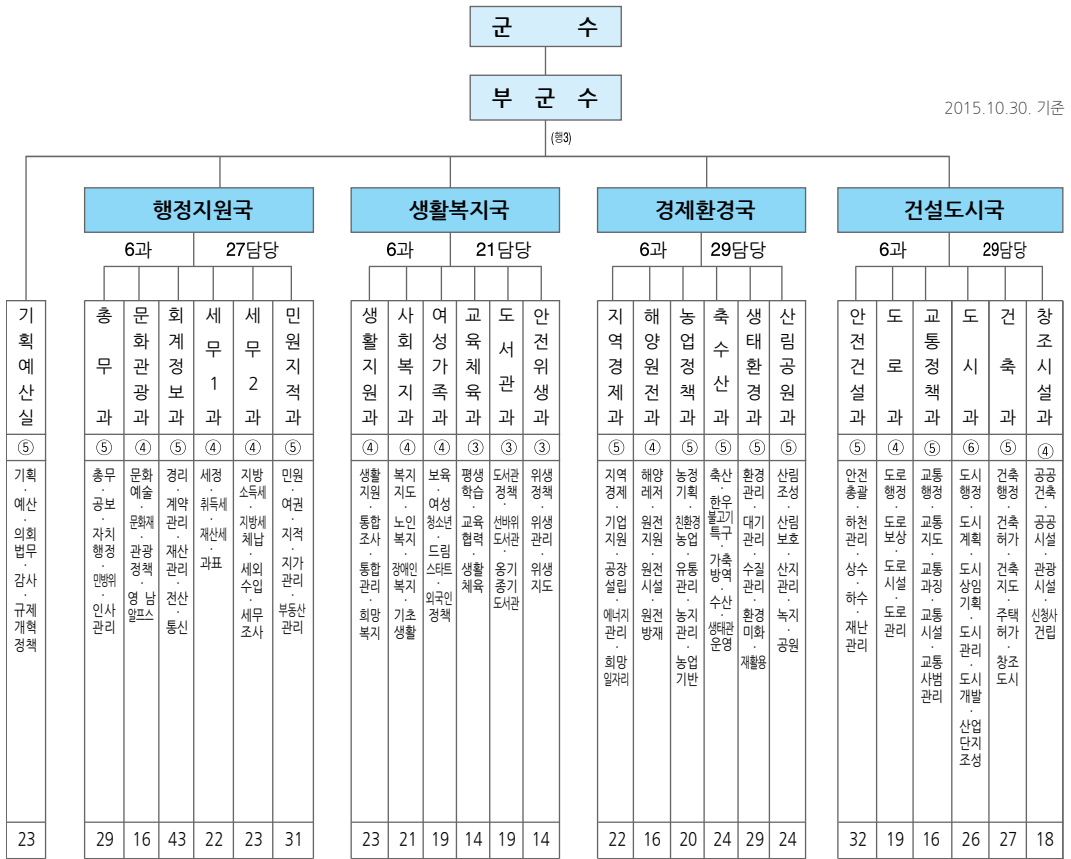 군 수
부 군 수
2015.10.30. 기준
(행3)
행정지원국
생활복지국
경제환경국
건설도시국
6과 27담당
6과 21담당
6과 29담당
6과 29담당
기획예산실
⑤
기획
·
예산
·
의회
법무
·
감사
·
규제
개혁
정책
23
총무과
⑤
총무
·
공보
·
자치
행정
·
민방위
·
인사
관리
29
문화관광과
④
문화
예술
·
문화재
·
관광
정책
·
영 남
알프스
16
회계정보과
⑤
경리
·
계약
관리
·
재산
관리
·
전산
·
통신
43
세무1과
④
세정
·
취득세
·
재산세
·
과표
22
세무2과
④
지방
소득세
·
지방세
체납
·
세외
수입
·
세무
조사
23
민원지적과
⑤
민원
·
여권
·
지적
·
지가
관리
·
부동산
관리
31
생활지원과
④
생활
지원
·
통합
조사
·
통합
관리
·
희망
복지
23
사회복지과
④
복지
지도
·
노인
복지
·
장애인
복지
·
기초
생활
21
여성가족과
④
보육
·
여성
청소년
·
드림
스타트
·
외국인
정책
19
교육체육과
③
평생
학습
·
교육
협력
·
생활
체육
14
도서관과
③
도서관
정책
·
선바위
도서관
·
옹기
종기
도서관
19
안전위생과
③
위생
정책
·
위생
관리
·
위생
지도
14
지역경제과
⑤
지역
경제
·
기업
지원
·
공장
설립
·
에너지
관리
·
희망
일자리
22
해양원전과
④
해양
레저
·
원전
지원
·
원전
시설
·
원전
방재
16
농업정책과
⑤
농정
기획
·
친환경
농업
·
유통
관리
·
농지
관리
·
농업
기반
20
축수산과
⑤
축산
·
한우
불고기
특구
·
가축
방역
·
수산
·
생태관
운영
24
생태환경과
⑤
환경
관리
·
대기
관리
·
수질
관리
·
환경
미화
·
재활용
29
산림공원과
⑤
산림
조성
·
산림
보호
·
산지
관리
·
녹지
·
공원
24
안전건설과
⑤
안전
총괄
·
하천
관리
·
상수
·
하수
·
재난
관리
32
도로과
④
도로
행정
·
도로
보상
·
도로
시설
·
도로
관리
19
교통정책과
⑤
교통
행정
·
교통
지도
·
교통
과징
·
교통
시설
·
교통
사범
관리
16
도시과
⑥
도시
행정
·
도시
계획
·
도시
상임
기획
·
도시
관리
·
도시
개발
·
산업
단지
조성
26
건축과
⑤
건축
행정
·
건축
허가
·
건축
지도
·
주택
허가
·
창조
도시
27
창조시설과
④
공공
건축
·
공공
시설
·
관광
시설
·
신청사
건립
18